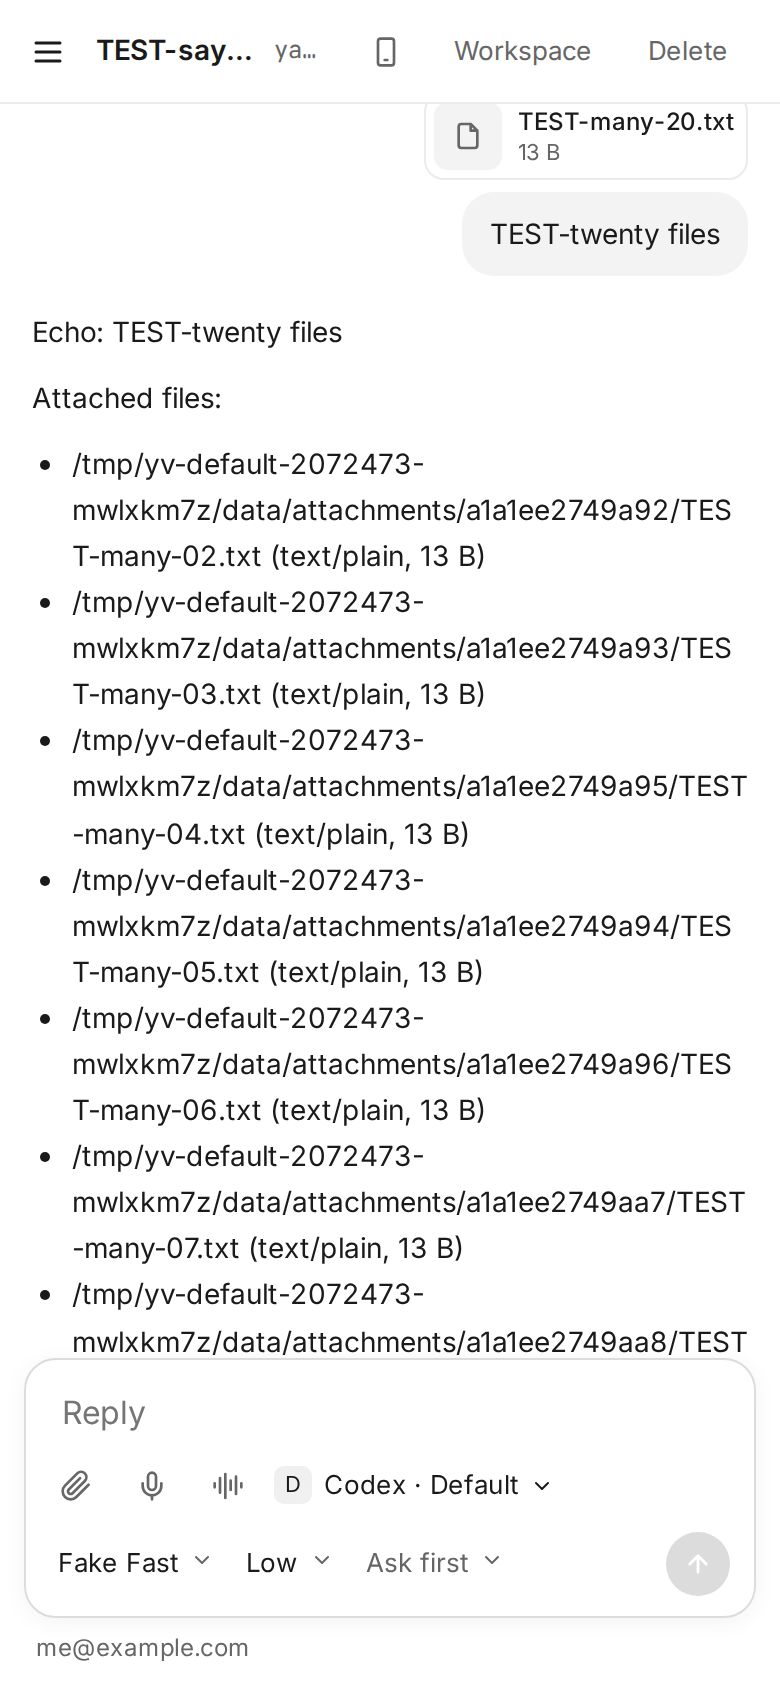 TEST-say... ya... Workspace Delete
TEST-many-20.txt
13 B
TEST-twenty files
Echo: TEST-twenty files
Attached files:
• /tmp/yv-default-2072473-
mwlxkm7z/data/attachments/a1a1ee2749a92/TES
T-many-02.txt (text/plain, 13 B)
• /tmp/yv-default-2072473-
mwlxkm7z/data/attachments/a1a1ee2749a93/TES
T-many-03.txt (text/plain, 13 B)
• /tmp/yv-default-2072473-
mwlxkm7z/data/attachments/a1a1ee2749a95/TEST
-many-04.txt (text/plain, 13 B)
• /tmp/yv-default-2072473-
mwlxkm7z/data/attachments/a1a1ee2749a94/TES
T-many-05.txt (text/plain, 13 B)
• /tmp/yv-default-2072473-
mwlxkm7z/data/attachments/a1a1ee2749a96/TES
T-many-06.txt (text/plain, 13 B)
• /tmp/yv-default-2072473-
mwlxkm7z/data/attachments/a1a1ee2749aa7/TEST
-many-07.txt (text/plain, 13 B)
• /tmp/yv-default-2072473-
mwlxkm7z/data/attachments/a1a1ee2749aa8/TEST
Reply
D Codex · Default
Fake Fast Low Ask first
me@example.com